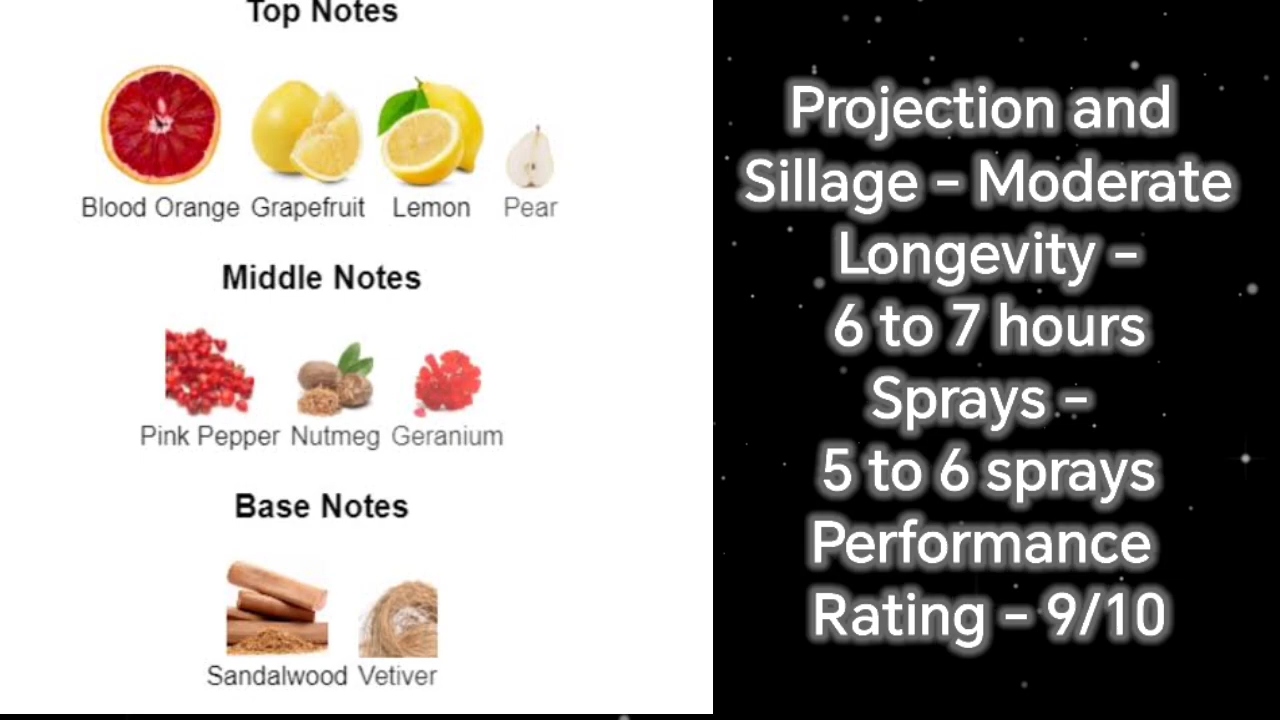 Top Notes
Blood Orange Grapefruit Lemon Pear
Middle Notes
Pink Pepper Nutmeg Geranium
Base Notes
Sandalwood Vetiver
Projection and
Sillage - Moderate
Longevity -
6 to 7 hours
Sprays -
5 to 6 sprays
Performance
Rating - 9/10